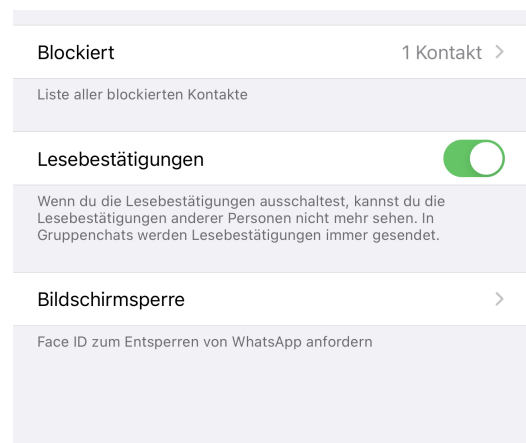 Blockiert 1 Kontakt
Liste aller blockierten Kontakte
Lesebestätigungen
Wenn du die Lesebestätigungen ausschaltest, kannst du die
Lesebestätigungen anderer Personen nicht mehr sehen. In
Gruppenchats werden Lesebestätigungen immer gesendet.
Bildschirmsperre
Face ID zum Entsperren von WhatsApp anfordern